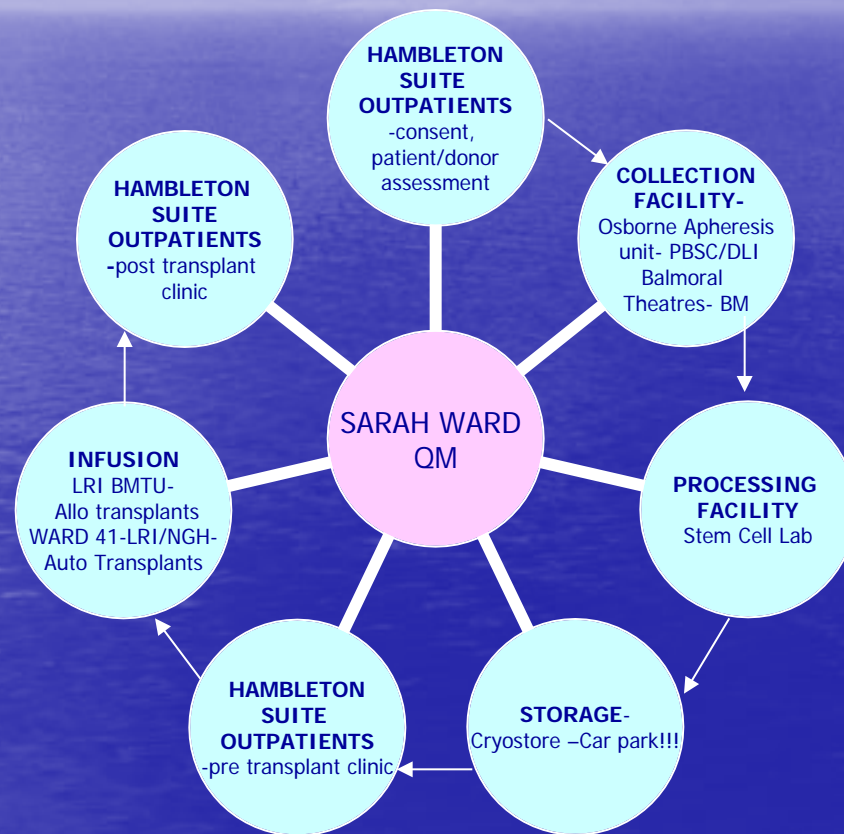 HAMBLETON
SUITE
OUTPATIENTS
-consent,
patient/donor
assessment
COLLECTION
FACILITY-
Osborne Apheresis
unit- PBSC/DLI
Balmoral
Theatres- BM
PROCESSING
FACILITY
Stem Cell Lab
STORAGE-
Cryostore –Car park!!!
HAMBLETON
SUITE
OUTPATIENTS
-pre transplant
clinic
INFUSION
LRI BMTU-
Allo transplants
WARD 41-LRI/NGH-
Auto Transplants
HAMBLETON
SUITE
OUTPATIENTS
-post transplant
clinic
SARAH WARD
QM